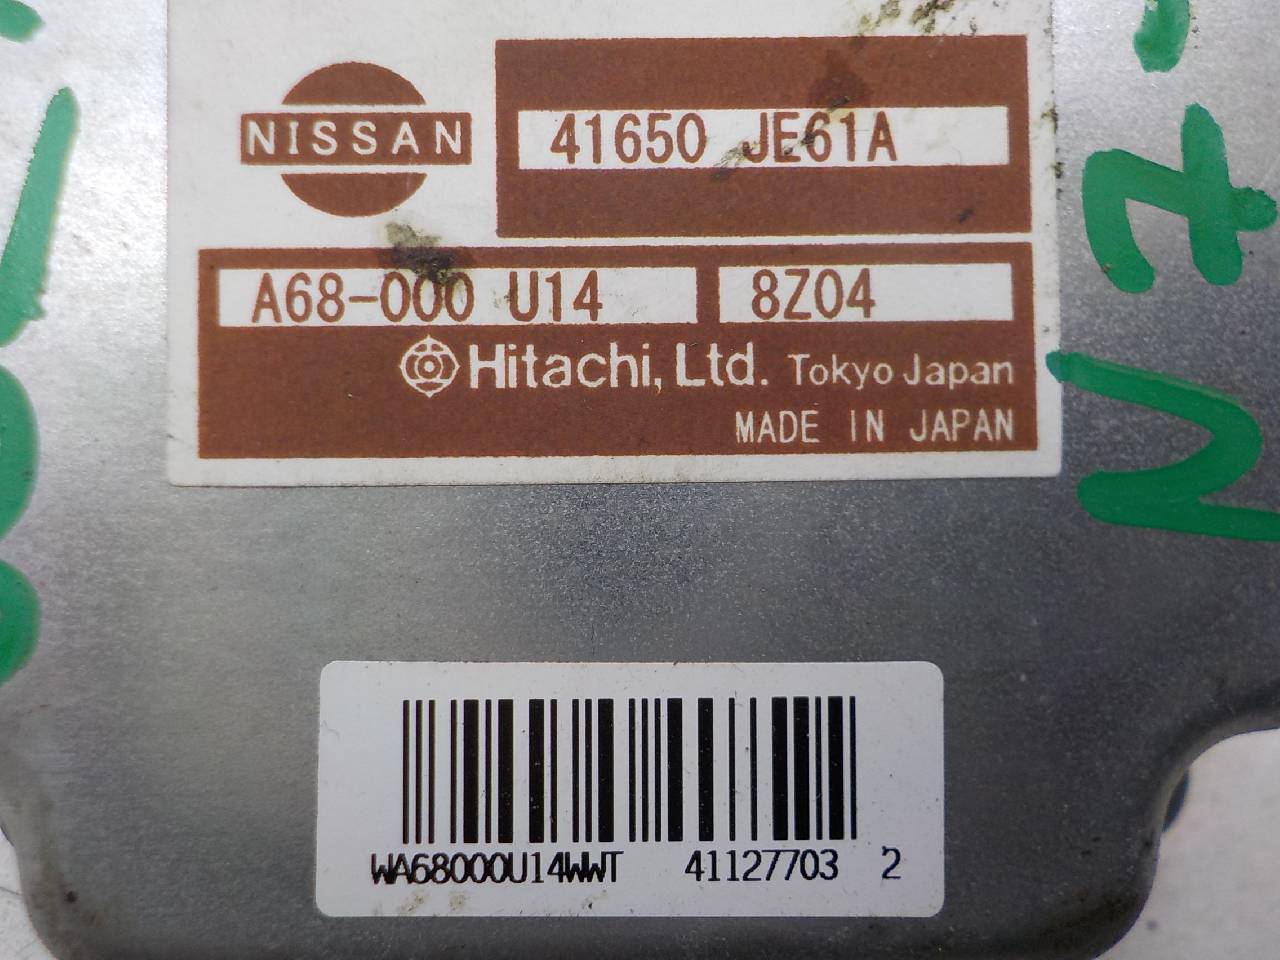 NISSAN
41650 JE61A
A68-000 U14 8Z04
Hitachi, Ltd. Tokyo Japan
MADE IN JAPAN
WA68000U14WWT 41127703 2